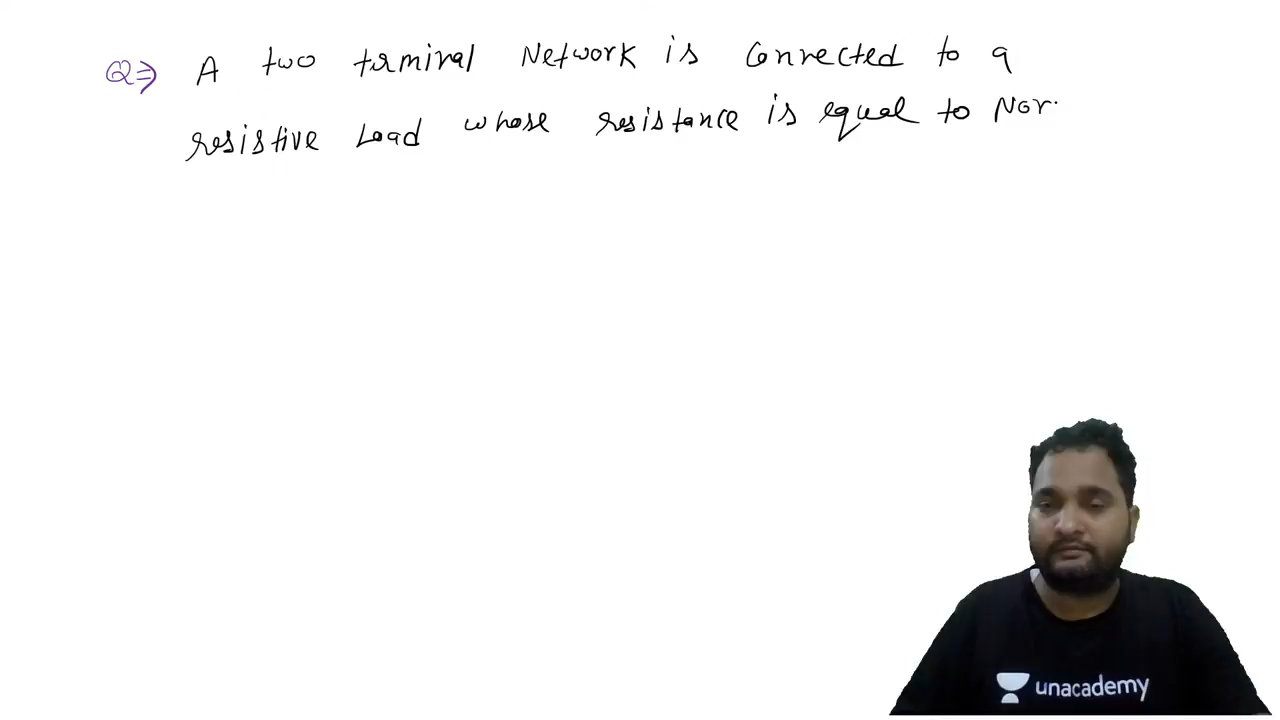 Q⇒ A two terminal Network is Connected to a
resistive Load whose resistance is equal to Nor
unacademy